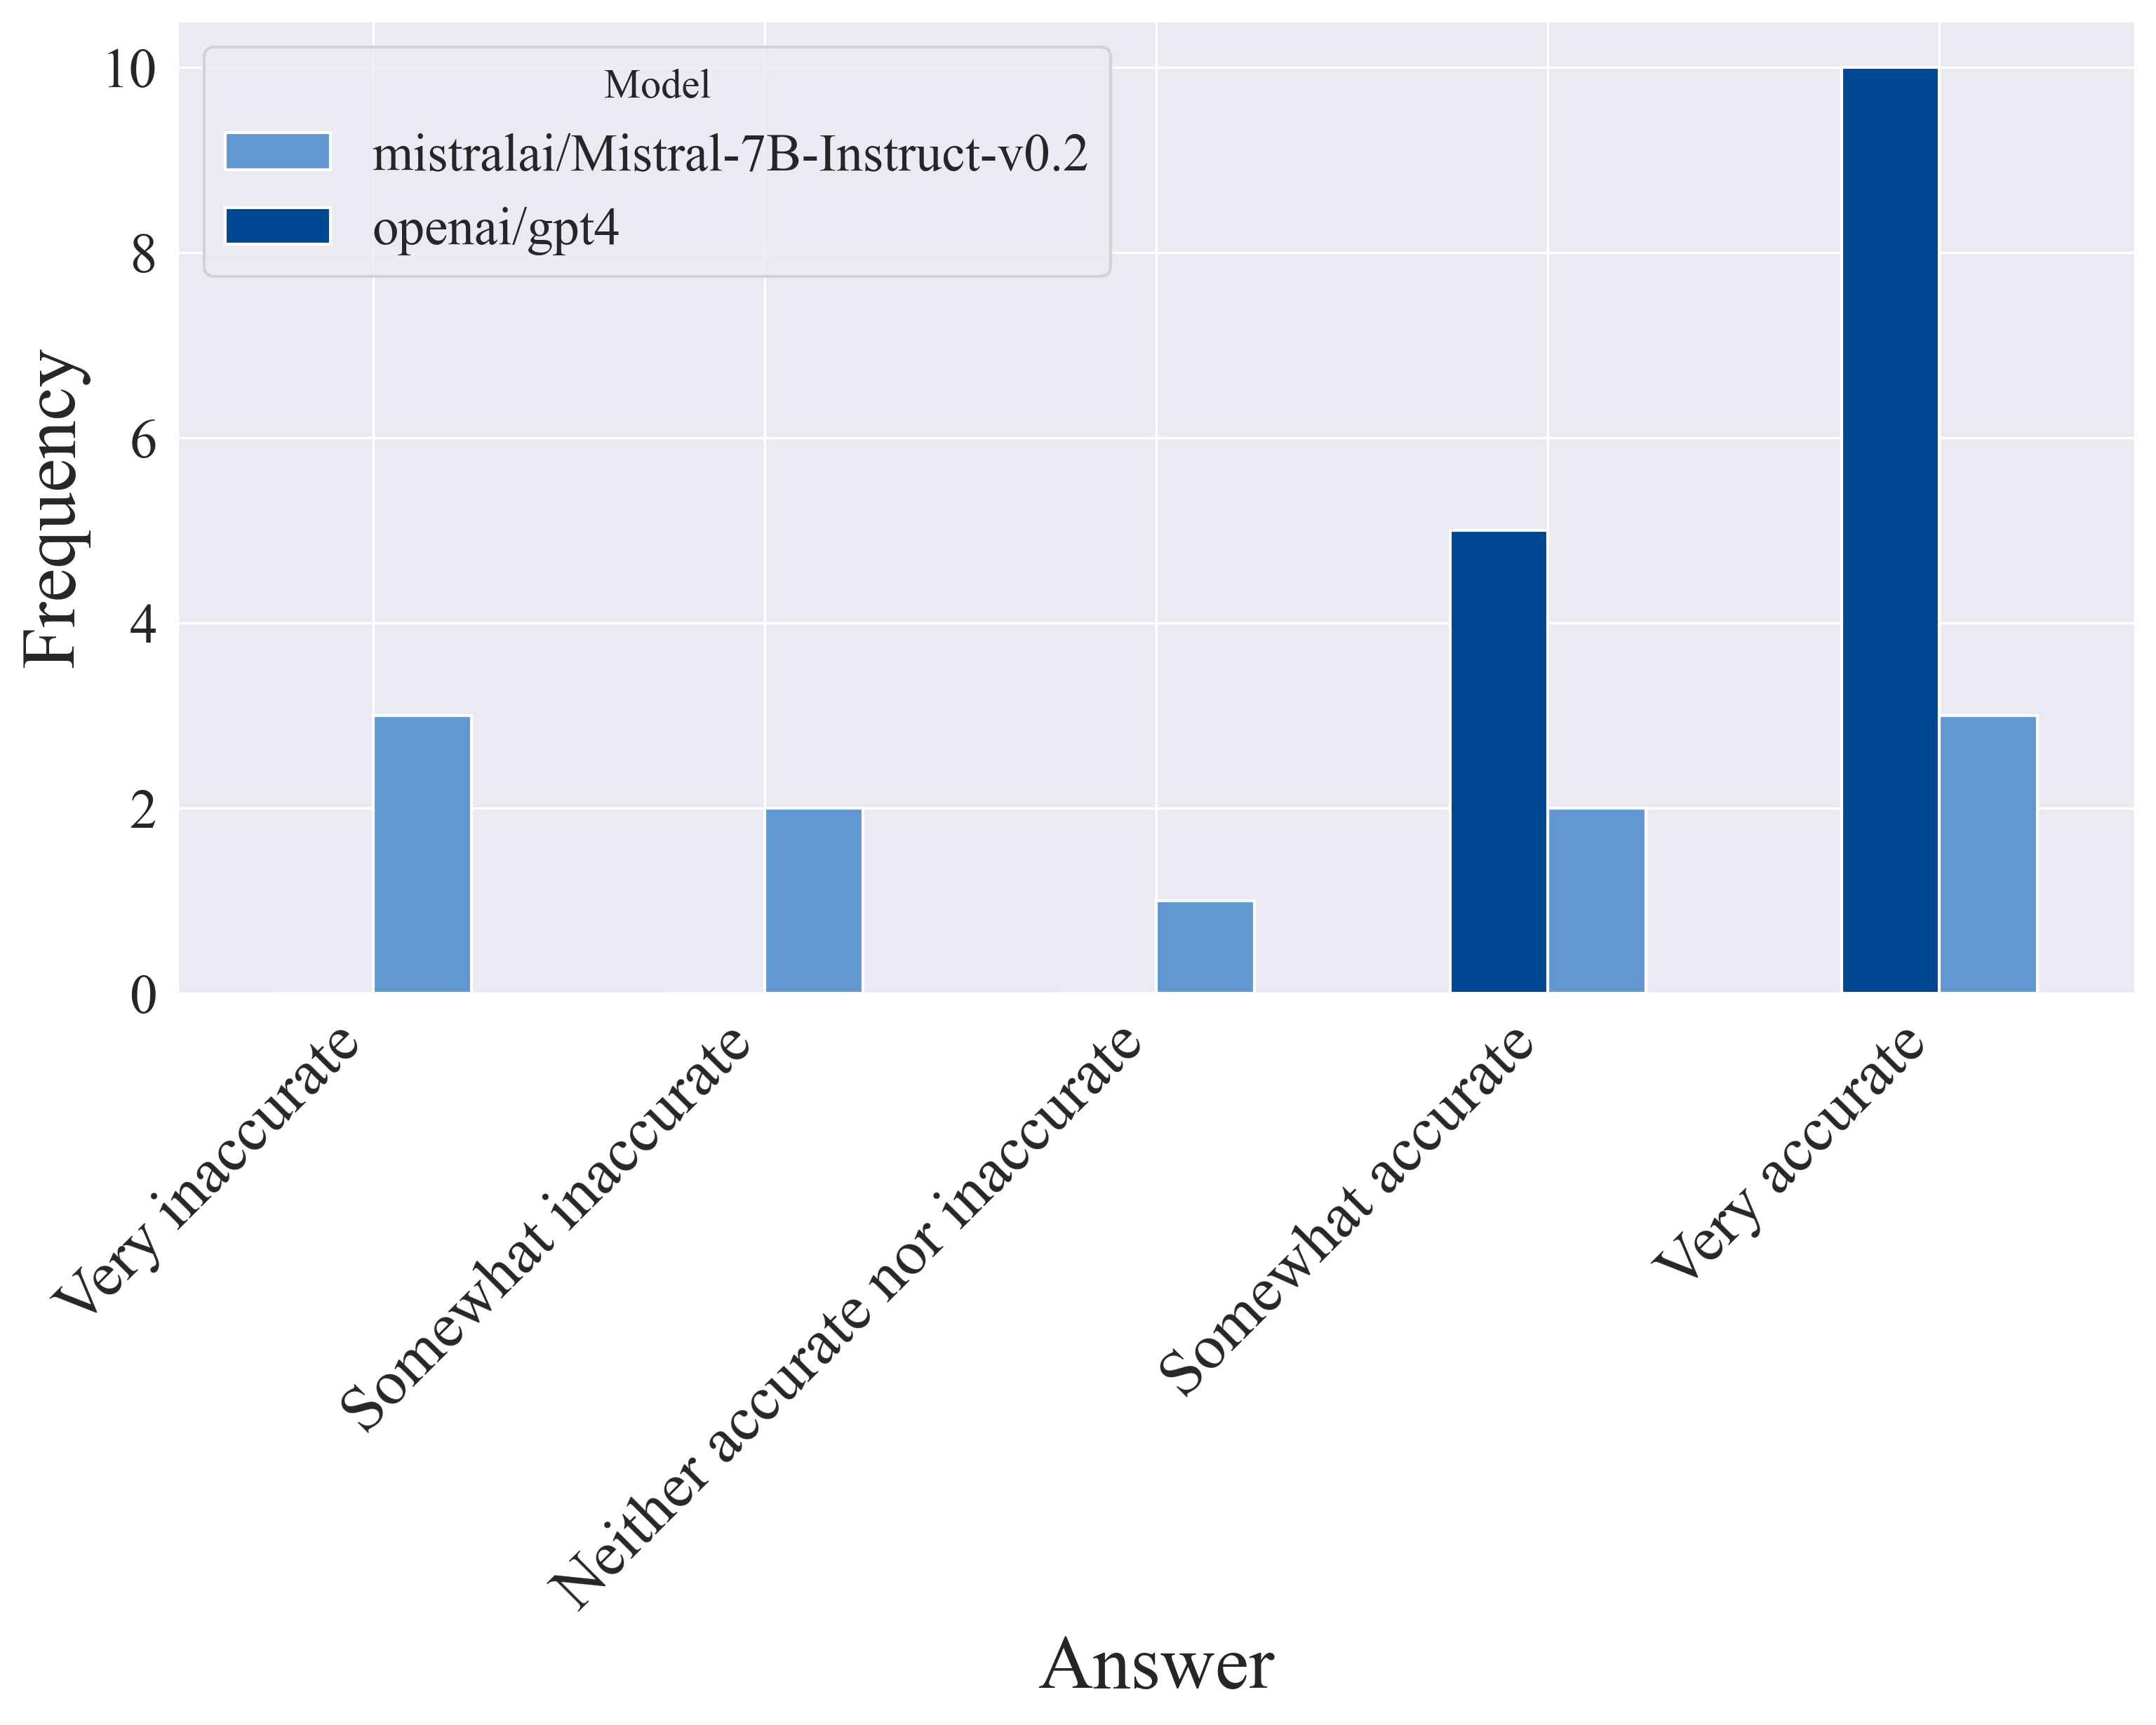 Model
mistralai/Mistral-7B-Instruct-v0.2
openai/gpt4
Frequency
10
8
6
4
2
0
Very inaccurate
Somewhat inaccurate
Neither accurate nor inaccurate
Somewhat accurate
Very accurate
Answer